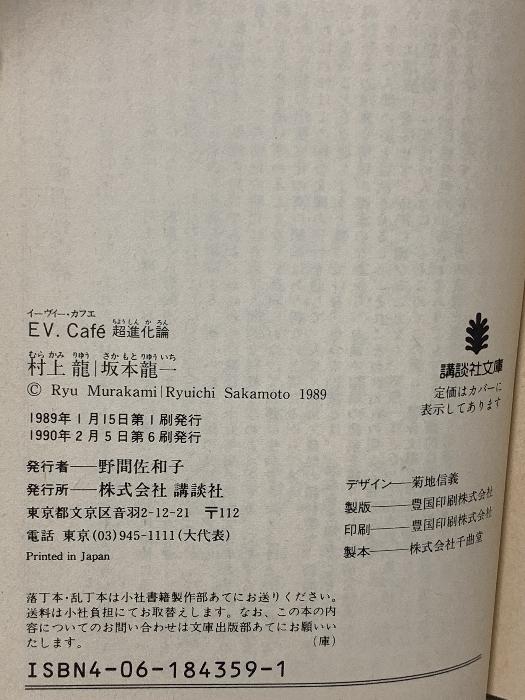 イーヴィー・カフエ
EV. Café 超進化論
ちようしん か ろん
むら かみ りゆう さか もと りゆう いち
村上 龍|坂本龍一
© Ryu Murakami|Ryuichi Sakamoto 1989
1989年1月15日第1刷発行
1990年2月5日第6刷発行
発行者──野間佐和子
発行所──株式会社 講談社
東京都文京区音羽2-12-21 〒112
電話 東京(03)945-1111(大代表)
Printed in Japan
講談社文庫
定価はカバーに
表示してあります
デザイン──菊地信義
製版────豊国印刷株式会社
印刷────豊国印刷株式会社
製本────株式会社千曲堂
落丁本・乱丁本は小社書籍製作部あてにお送りください。
送料は小社負担にてお取替えします。なお、この本の内
容についてのお問い合わせは文庫出版部あてにお願いい
たします。 (庫)
ISBN4-06-184359-1